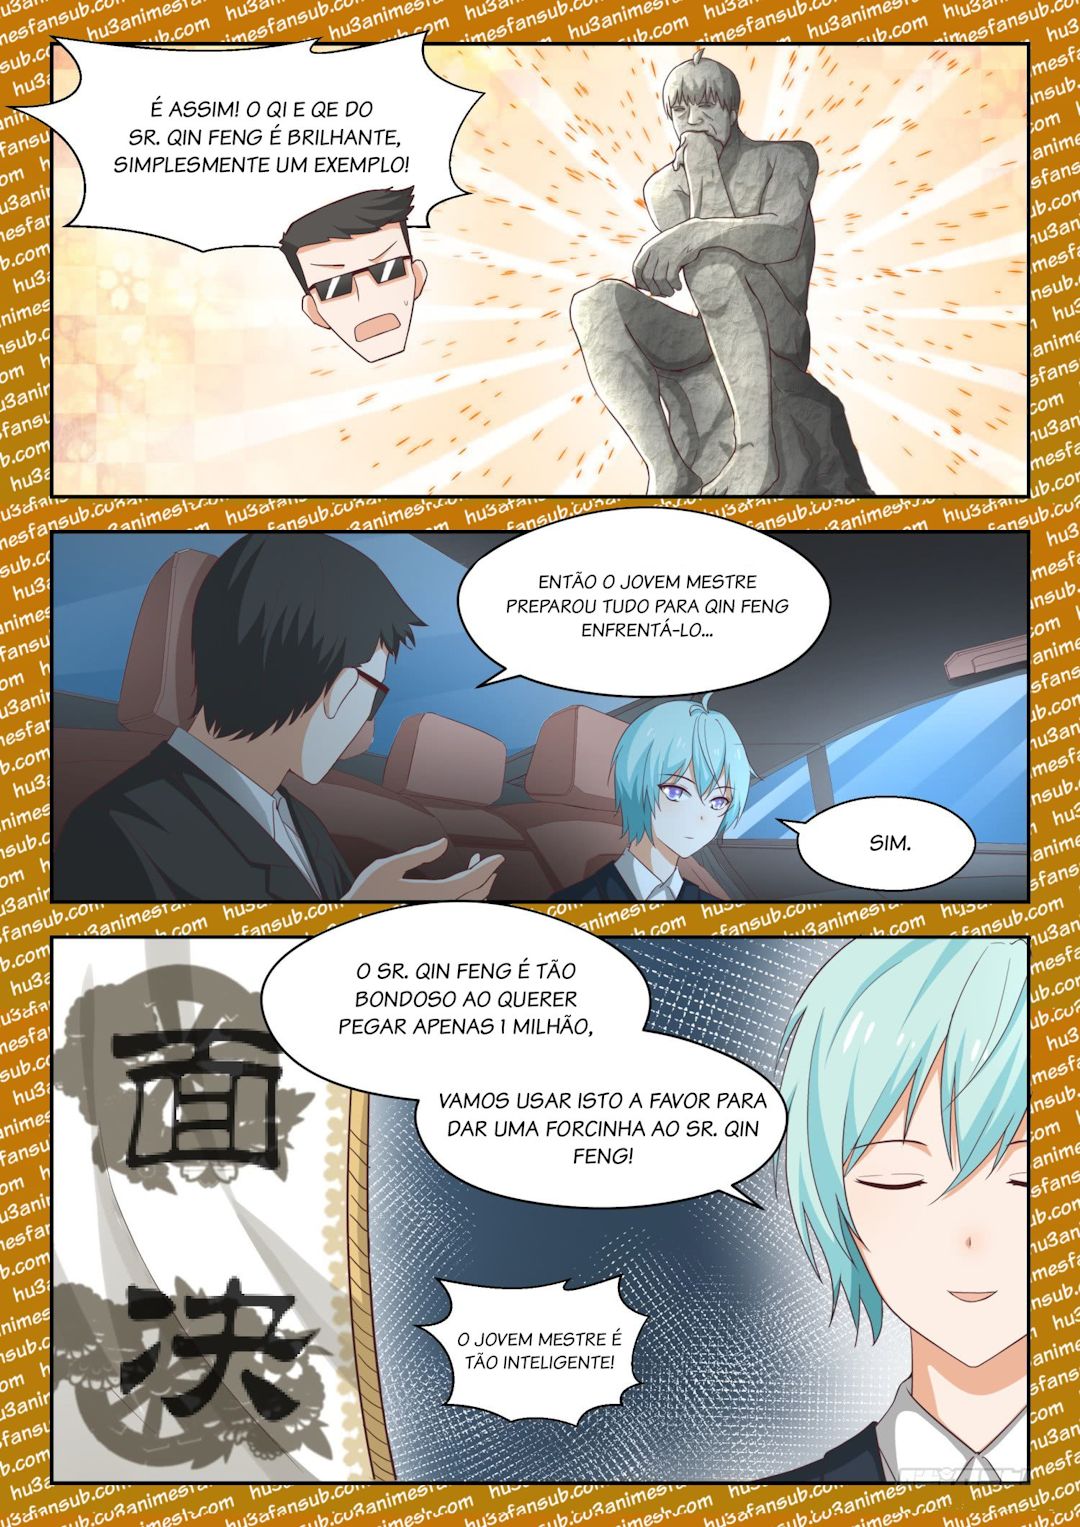 hu3animesfansub.com
É ASSIM! O QI E QE DO
SR. QIN FENG É BRILHANTE,
SIMPLESMENTE UM EXEMPLO!
ENTÃO O JOVEM MESTRE
PREPAROU TUDO PARA QIN FENG
ENFRENTÁ-LO...
SIM.
O SR. QIN FENG É TÃO
BONDOSO AO QUERER
PEGAR APENAS 1 MILHÃO,
VAMOS USAR ISTO A FAVOR PARA
DAR UMA FORCINHA AO SR. QIN
FENG!
面
决
O JOVEM MESTRE É
TÃO INTELIGENTE!